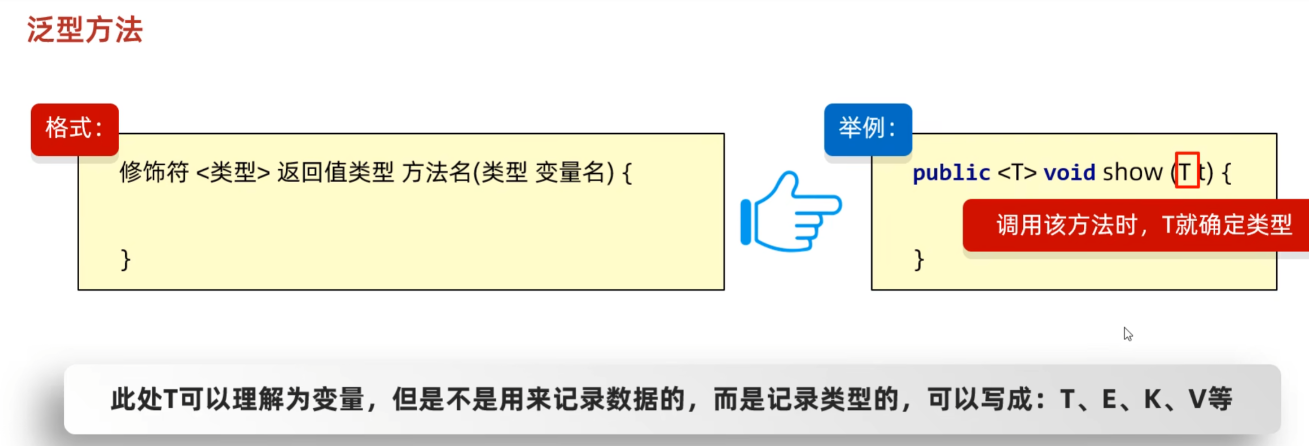 泛型方法
格式：
修饰符 <类型> 返回值类型 方法名(类型 变量名) {
}
举例：
public <T> void show (T t) {
调用该方法时，T就确定类型
}
此处T可以理解为变量，但是不是用来记录数据的，而是记录类型的，可以写成：T、E、K、V等